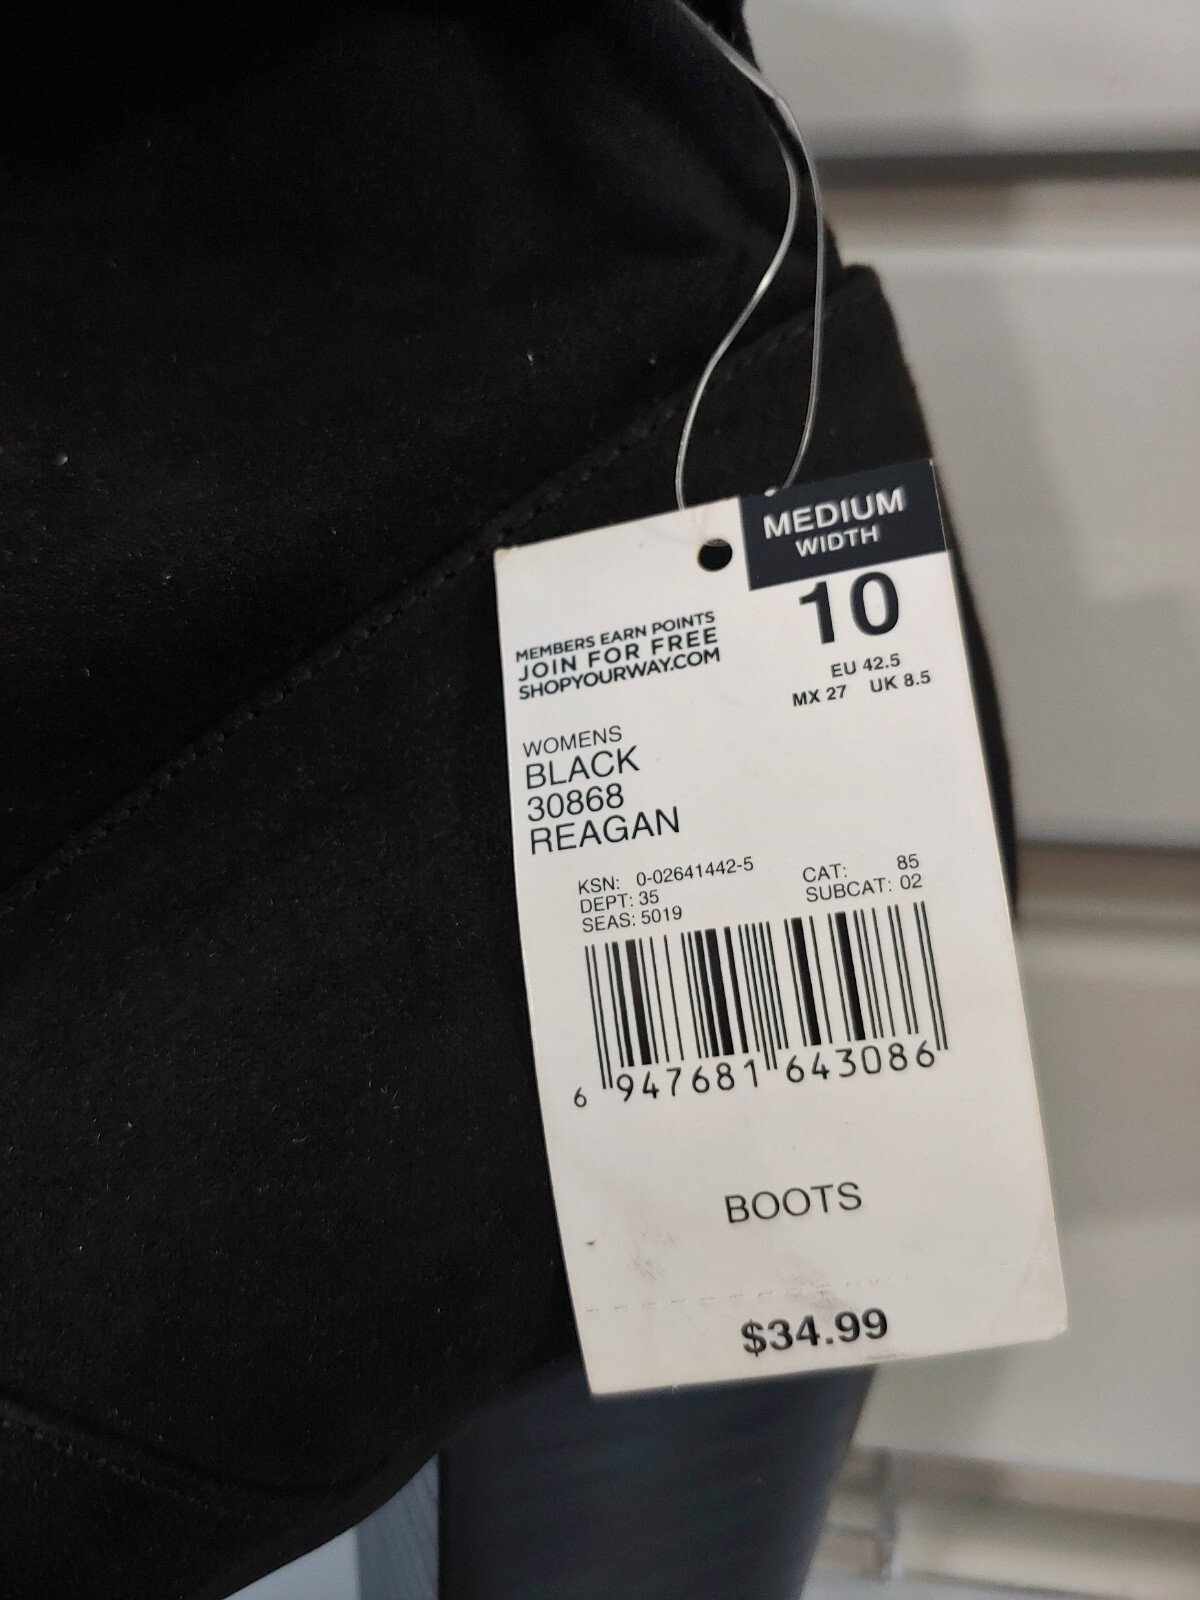 MEDIUM
WIDTH
10
EU 42.5
MX 27 UK 8.5
MEMBERS EARN POINTS
JOIN FOR FREE
SHOPYOURWAY.COM
WOMENS
BLACK
30868
REAGAN
KSN: 0-02641442-5
DEPT: 35
SEAS: 5019
CAT: 85
SUBCAT: 02
6 947681 643086
BOOTS
$34.99